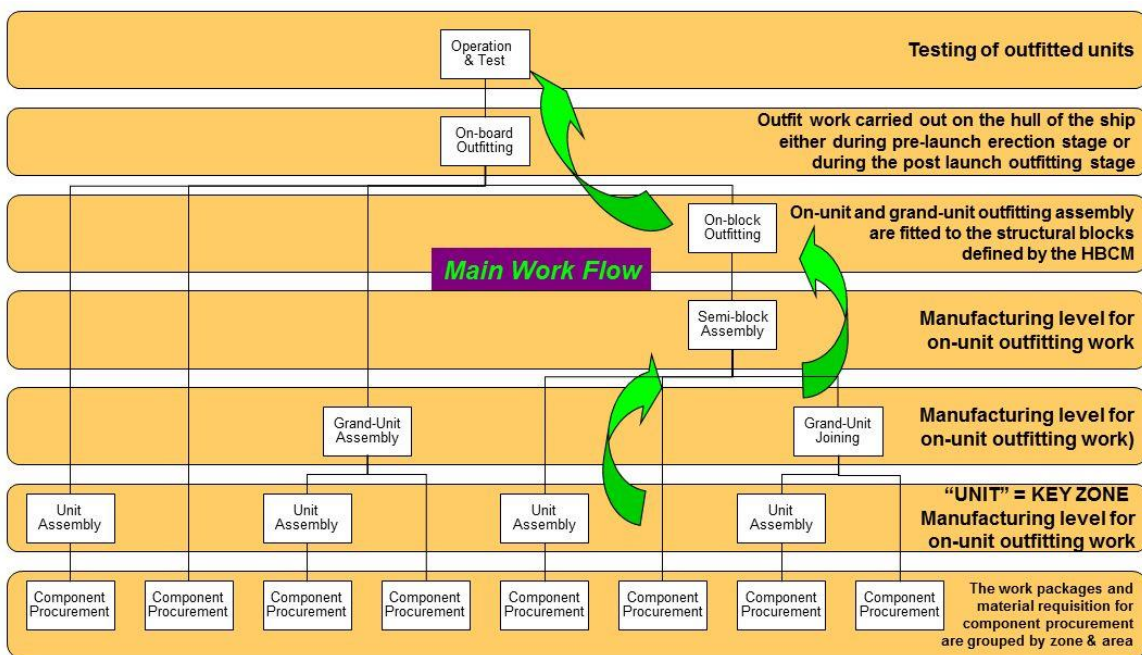 Operation
& Test
Testing of outfitted units
On-board
Outfitting
Outfit work carried out on the hull of the ship
either during pre-launch erection stage or
during the post launch outfitting stage
On-block
Outfitting
On-unit and grand-unit outfitting assembly
are fitted to the structural blocks
defined by the HBCM
Main Work Flow
Semi-block
Assembly
Manufacturing level for
on-unit outfitting work
Grand-Unit
Assembly
Grand-Unit
Joining
Manufacturing level for
on-unit outfitting work)
Unit
Assembly
Unit
Assembly
Unit
Assembly
Unit
Assembly
“UNIT” = KEY ZONE
Manufacturing level for
on-unit outfitting work
Component
Procurement
Component
Procurement
Component
Procurement
Component
Procurement
Component
Procurement
Component
Procurement
Component
Procurement
Component
Procurement
The work packages and
material requisition for
component procurement
are grouped by zone & area